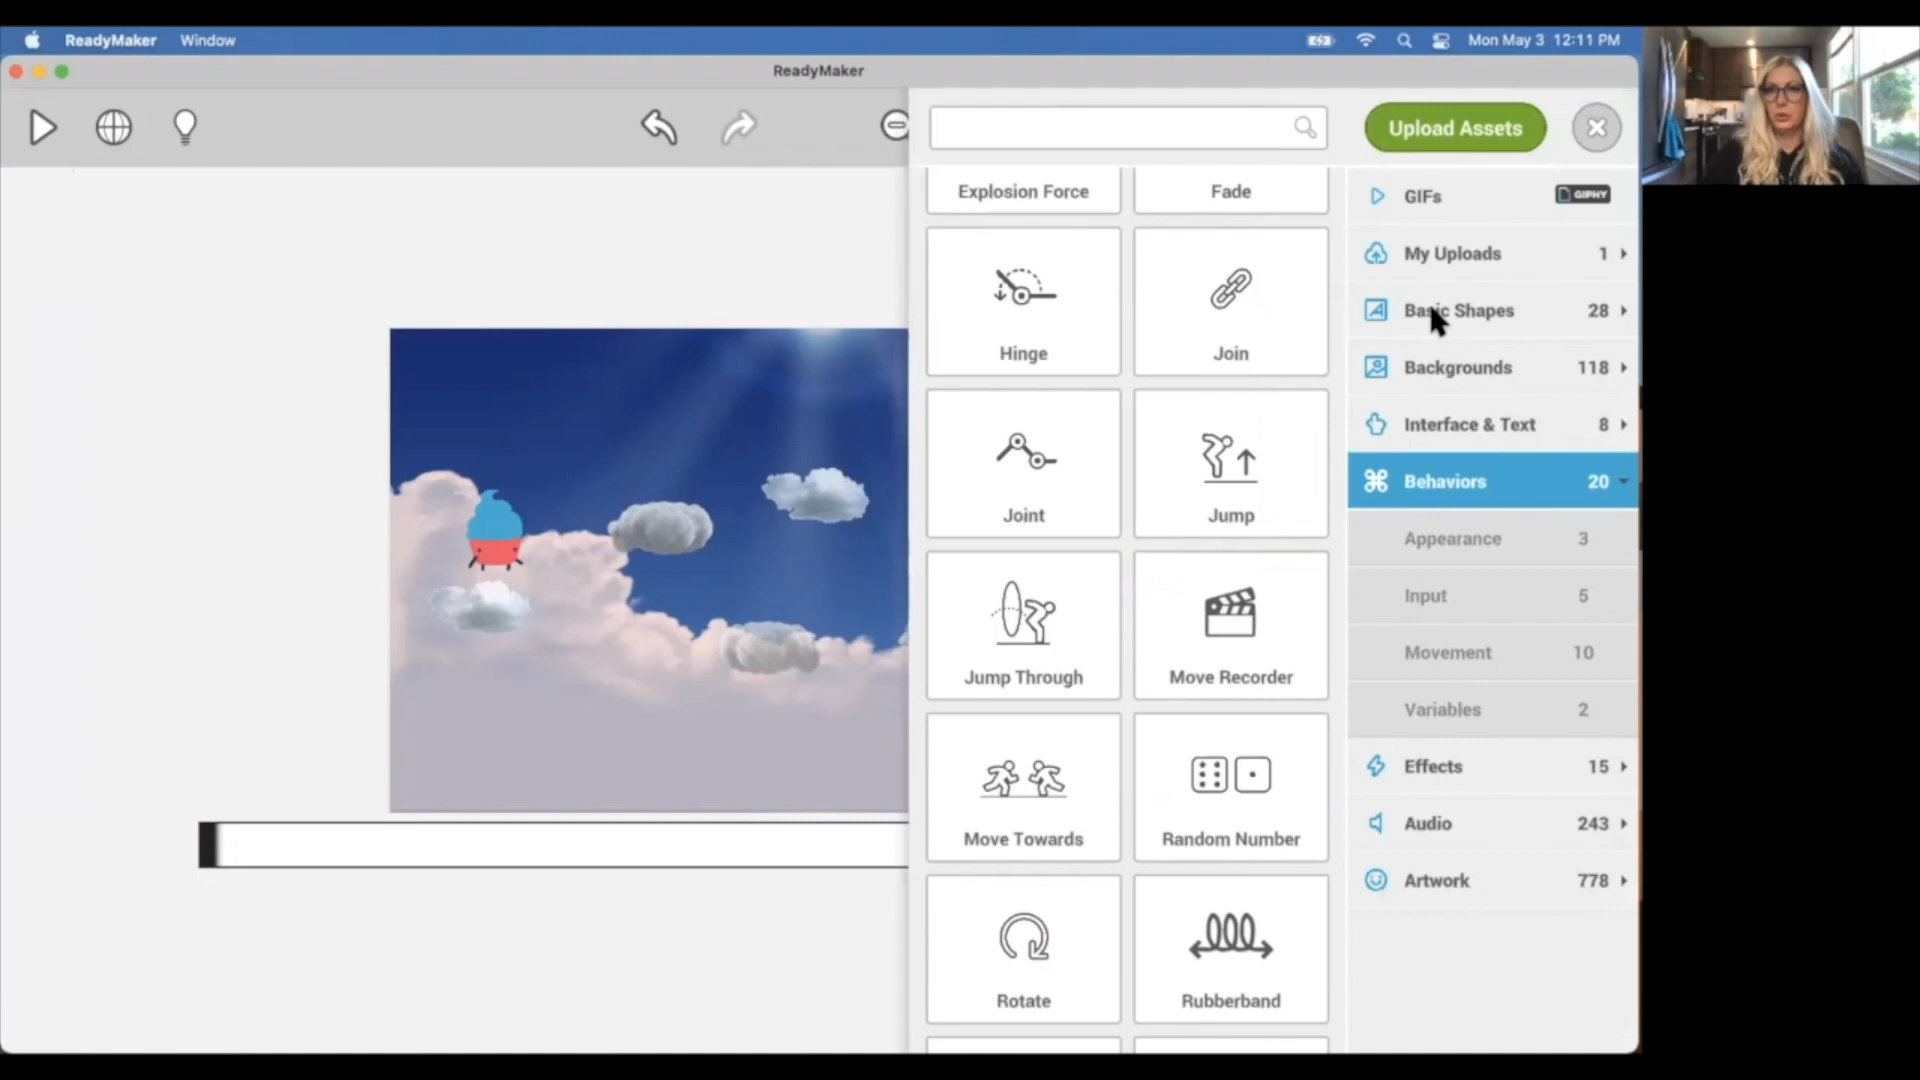 ReadyMaker Window Mon May 3 12:11 PM
ReadyMaker
Upload Assets
Explosion Force
Fade
Hinge
Join
Joint
Jump
Jump Through
Move Recorder
Move Towards
Random Number
Rotate
Rubberband
GIFs GIPHY
My Uploads 1
Basic Shapes 28
Backgrounds 118
Interface & Text 8
Behaviors 20
Appearance 3
Input 5
Movement 10
Variables 2
Effects 15
Audio 243
Artwork 778